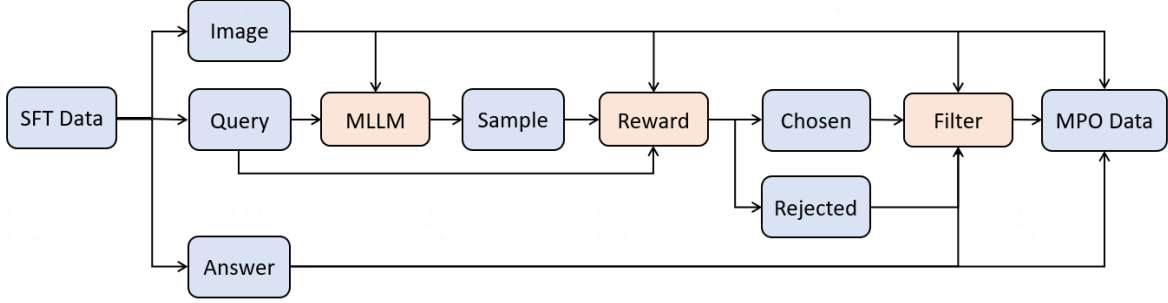 Image
SFT Data
Query
MLLM
Sample
Reward
Chosen
Filter
MPO Data
Rejected
Answer